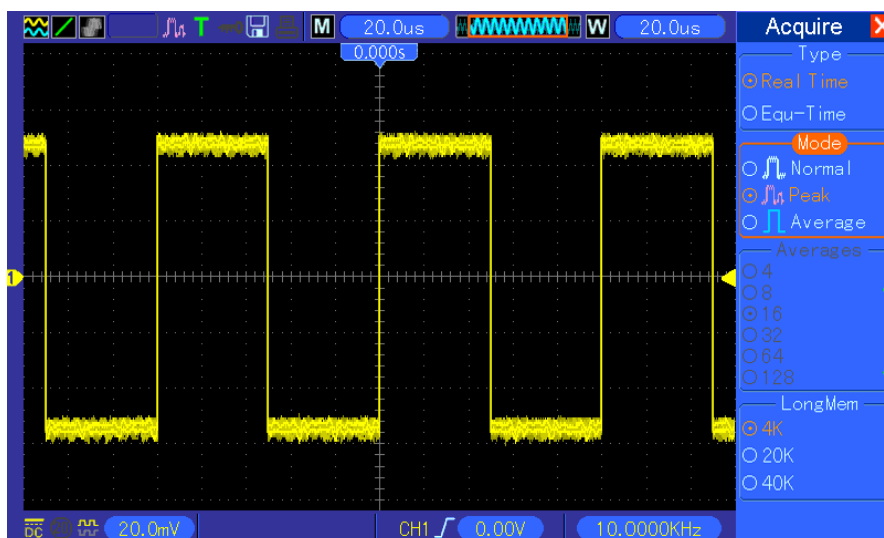 T M 20.0us W 20.0us
0.000s
1
DC 20.0mV CH1 0.00V 10.0000KHz
Acquire X
Type
Real Time
Equ-Time
Mode
Normal
Peak
Average
Averages
4
8
16
32
64
128
LongMem
4K
20K
40K